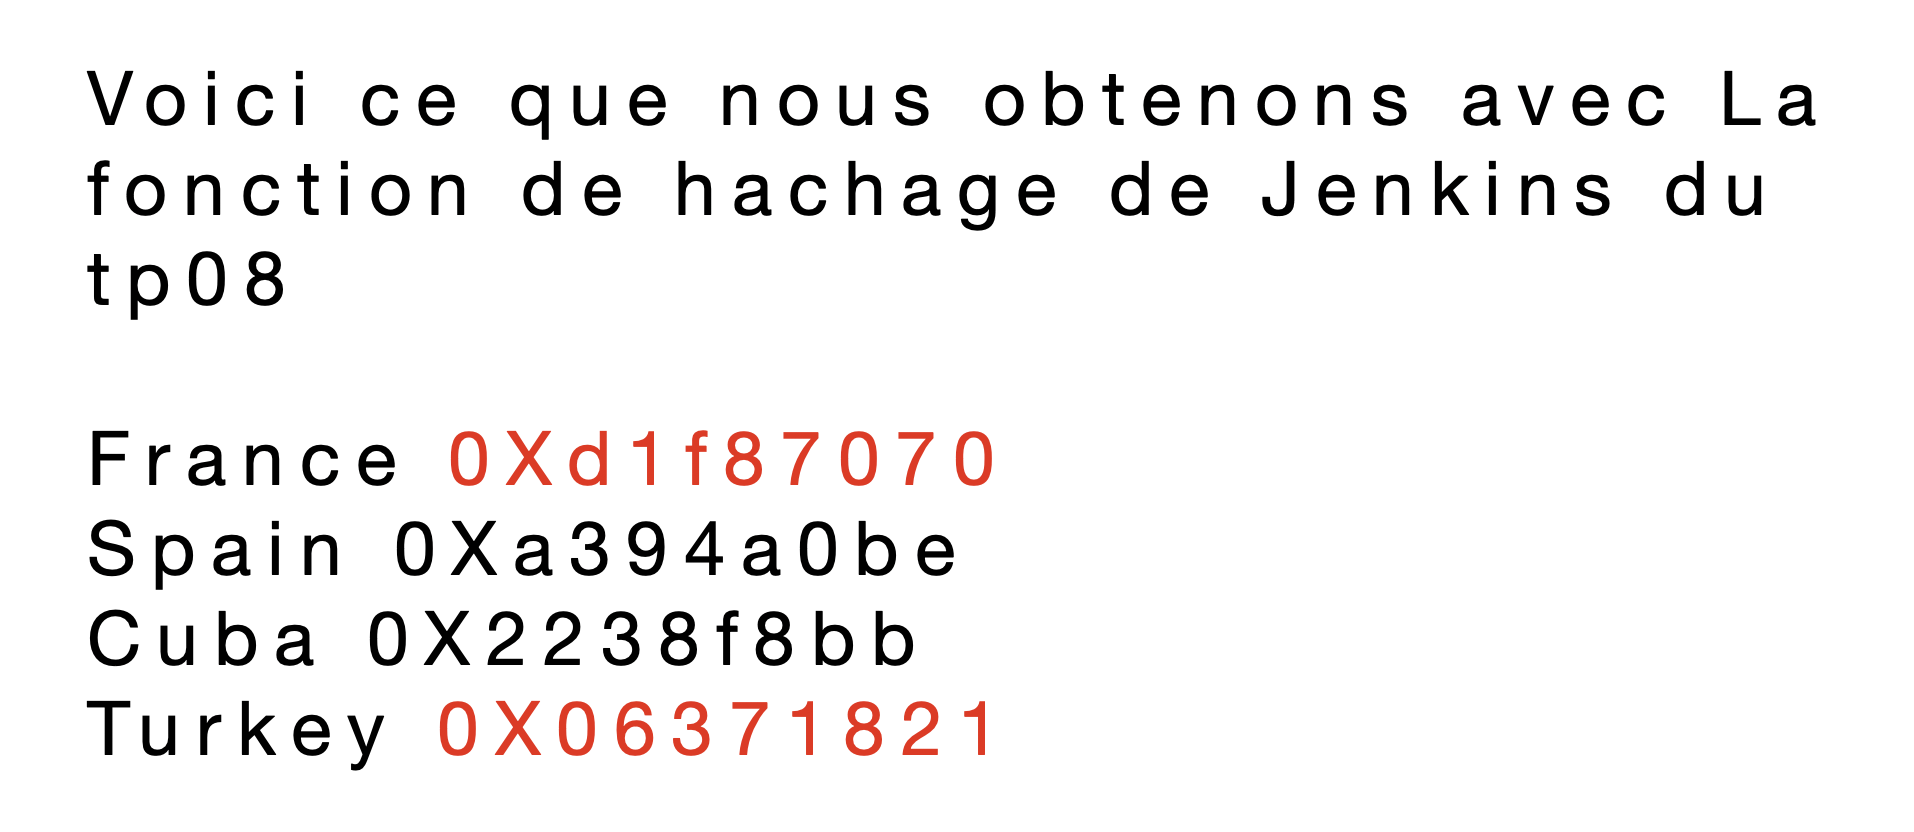 Voici ce que nous obtenons avec La
fonction de hachage de Jenkins du
tp08
France 0Xd1f87070
Spain 0Xa394a0be
Cuba 0X2238f8bb
Turkey 0X06371821